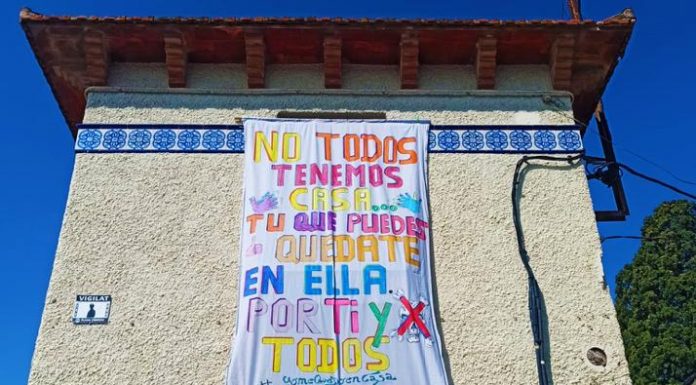 NO TODOS
TENEMOS
CASA...
TU QUE PUEDES
QUEDATE
EN ELLA.
POR Ti Y X
TODOS
VIGILAT